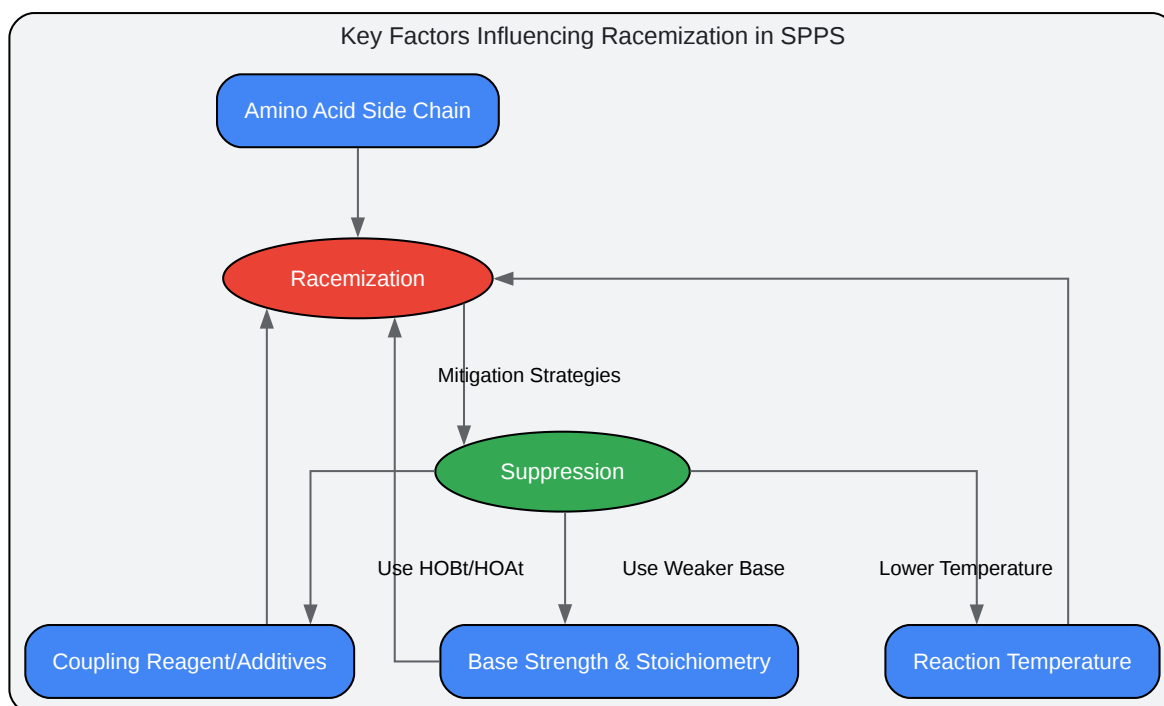 Key Factors Influencing Racemization in SPPS
Amino Acid Side Chain
Racemization
Mitigation Strategies
Suppression
Use HOBt/HOAt
Use Weaker Base
Lower Temperature
Coupling Reagent/Additives
Base Strength & Stoichiometry
Reaction Temperature